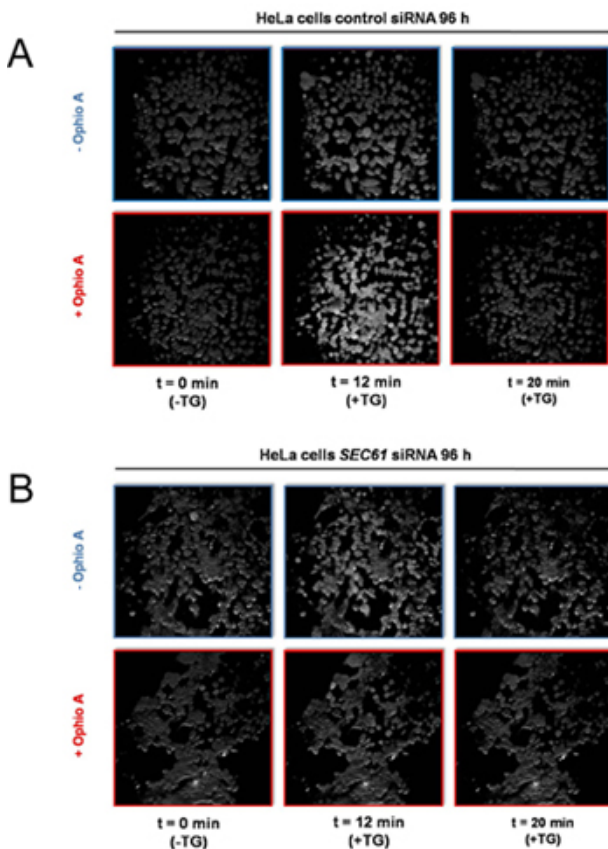 HeLa cells control siRNA 96 h
A
- Ophio A
+ Ophio A
t = 0 min
(-TG)
t = 12 min
(+TG)
t = 20 min
(+TG)
HeLa cells SEC61 siRNA 96 h
B
- Ophio A
+ Ophio A
t = 0 min
(-TG)
t = 12 min
(+TG)
t = 20 min
(+TG)